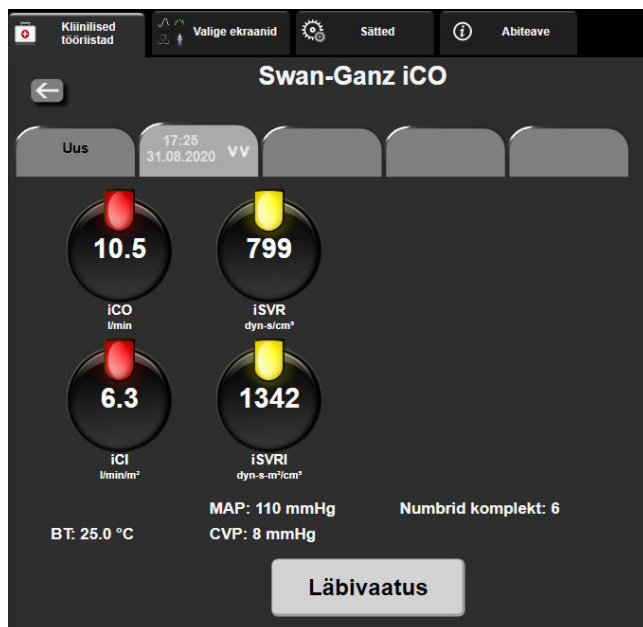 Kliinilised
tööriistad
Valige ekraanid
Sätted
Abiteave
Swan-Ganz iCO
Uus
17:25
31.08.2020
10.5
799
iCO
iSVR
l/min
dyn-s/cm⁵
6.3
1342
iCI
iSVRI
l/min/m²
dyn-s-m²/cm⁵
MAP: 110 mmHg
Numbrid komplekt: 6
BT: 25.0 °C
CVP: 8 mmHg
Läbivaatus